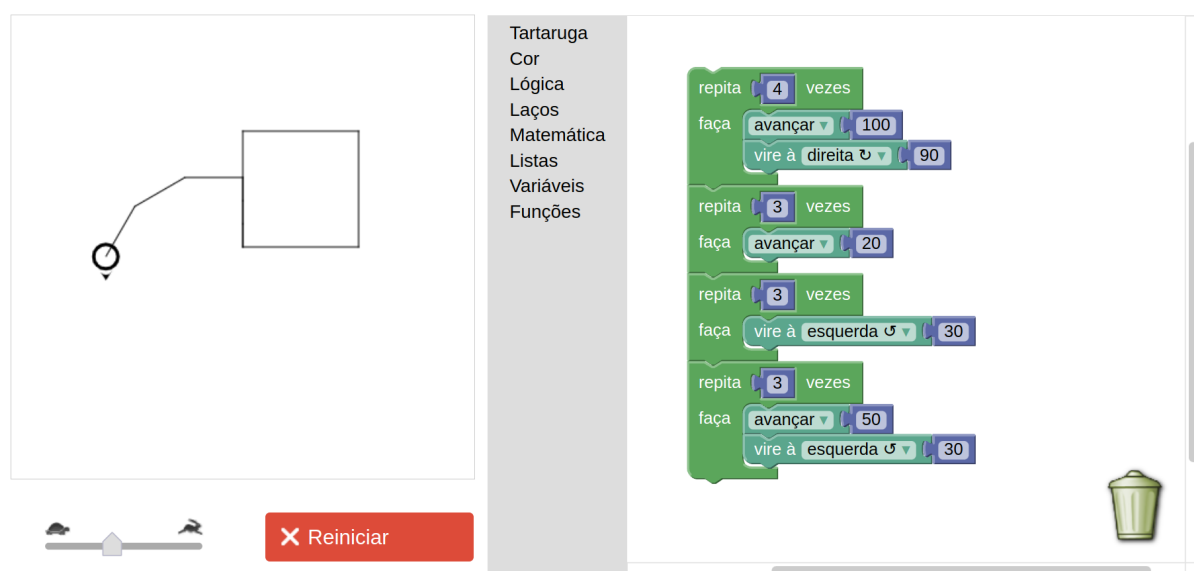 Tartaruga
Cor
Lógica
Laços
Matemática
Listas
Variáveis
Funções
repita 4 vezes
faça avançar ▾ 100
vire à direita ↻ ▾ 90
repita 3 vezes
faça avançar ▾ 20
repita 3 vezes
faça vire à esquerda ↺ ▾ 30
repita 3 vezes
faça avançar ▾ 50
vire à esquerda ↺ ▾ 30
Reiniciar